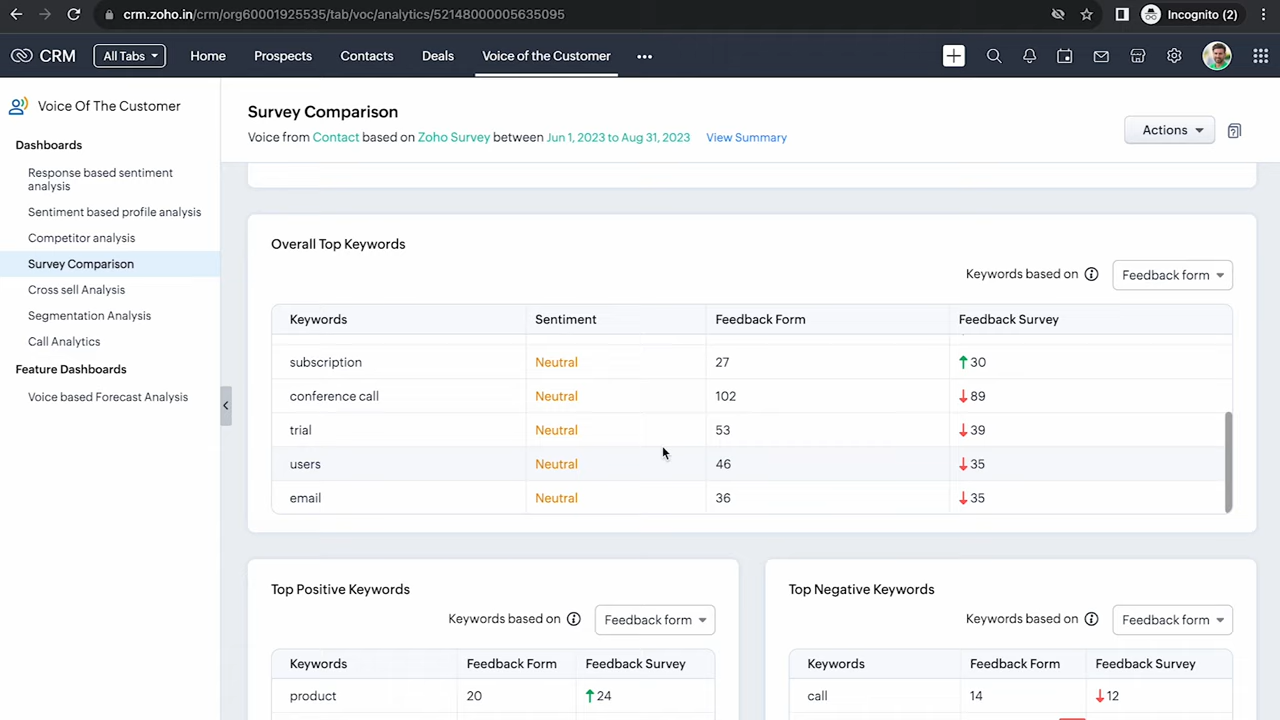 crm.zoho.in/crm/org60001925535/tab/voc/analytics/52148000005635095
Incognito (2)
CRM
All Tabs
Home
Prospects
Contacts
Deals
Voice of the Customer
Voice Of The Customer
Dashboards
Response based sentiment
analysis
Sentiment based profile analysis
Competitor analysis
Survey Comparison
Cross sell Analysis
Segmentation Analysis
Call Analytics
Feature Dashboards
Voice based Forecast Analysis
Survey Comparison
Voice from Contact based on Zoho Survey between Jun 1, 2023 to Aug 31, 2023 View Summary
Actions
Overall Top Keywords
Keywords based on Feedback form
Keywords Sentiment Feedback Form Feedback Survey
subscription Neutral 27 30
conference call Neutral 102 89
trial Neutral 53 39
users Neutral 46 35
email Neutral 36 35
Top Positive Keywords
Keywords based on Feedback form
Keywords Feedback Form Feedback Survey
product 20 24
Top Negative Keywords
Keywords based on Feedback form
Keywords Feedback Form Feedback Survey
call 14 12